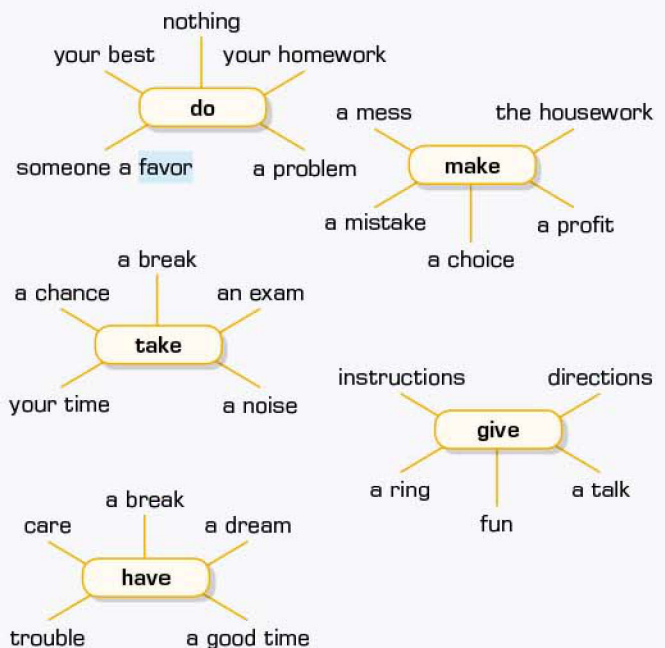 nothing
your best
your homework
do
someone a favor
a problem
a mess
the housework
make
a mistake
a profit
a choice
a break
a chance
an exam
take
your time
a noise
instructions
directions
give
a ring
a talk
fun
a break
care
a dream
have
trouble
a good time